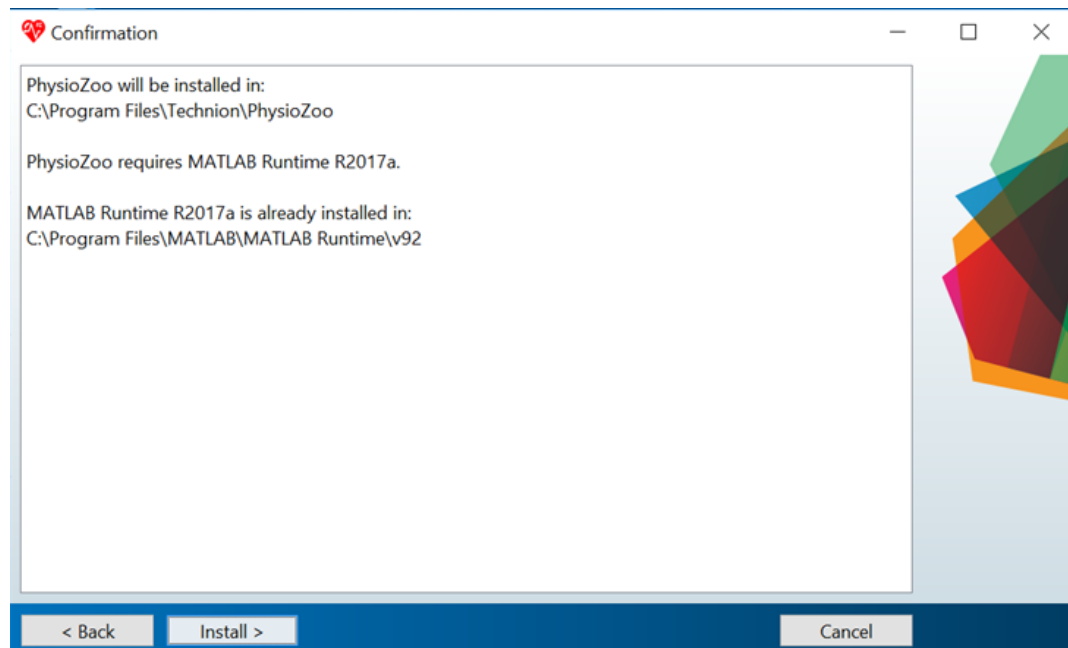 Confirmation
PhysioZoo will be installed in:
C:\Program Files\Technion\PhysioZoo
PhysioZoo requires MATLAB Runtime R2017a.
MATLAB Runtime R2017a is already installed in:
C:\Program Files\MATLAB\MATLAB Runtime\v92
< Back
Install >
Cancel